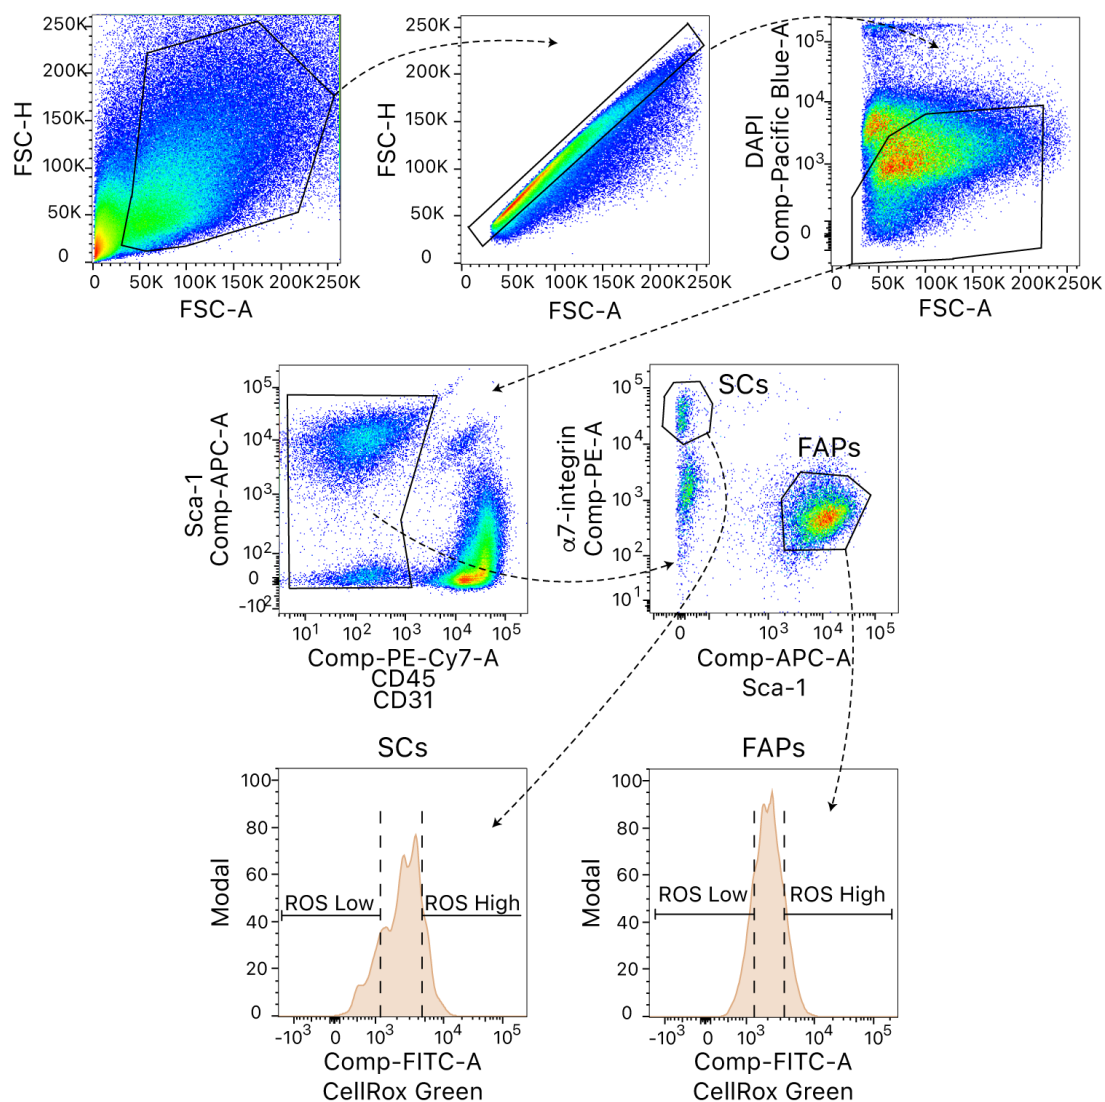 250K
200K
150K
100K
50K
0
FSC-H
0 50K 100K 150K 200K 250K
FSC-A
250K
200K
150K
100K
50K
0
FSC-H
0 50K 100K 150K 200K 250K
FSC-A
10^5
10^4
10^3
0
DAPI
Comp-Pacific Blue-A
50K 100K 150K 200K 250K
FSC-A
10^5
10^4
10^3
10^2
0
-10^2
Sca-1
Comp-APC-A
10^1 10^2 10^3 10^4 10^5
Comp-PE-Cy7-A
CD45
CD31
SCs
FAPs
10^5
10^4
10^3
10^2
10^1
α7-integrin
Comp-PE-A
0 10^3 10^4 10^5
Comp-APC-A
Sca-1
SCs
100
80
60
40
20
0
Modal
ROS Low
ROS High
-10^3 0 10^3 10^4 10^5
Comp-FITC-A
CellRox Green
FAPs
100
80
60
40
20
0
Modal
ROS Low
ROS High
-10^3 0 10^3 10^4 10^5
Comp-FITC-A
CellRox Green